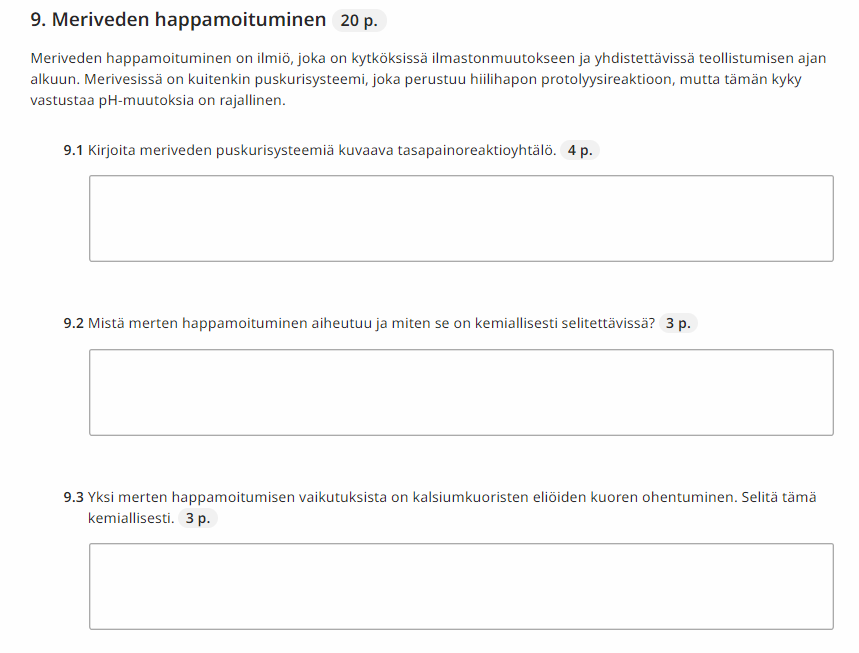 9. Meriveden happamoituminen 20 p.
Meriveden happamoituminen on ilmiö, joka on kytköksissä ilmastonmuutokseen ja yhdistettävissä teollistumisen ajan
alkuun. Merivesissä on kuitenkin puskurisysteemi, joka perustuu hiilihapon protolyysireaktioon, mutta tämän kyky
vastustaa pH-muutoksia on rajallinen.
9.1 Kirjoita meriveden puskurisysteemiä kuvaava tasapainoreaktioyhtälö. 4 p.
9.2 Mistä merten happamoituminen aiheutuu ja miten se on kemiallisesti selitettävissä? 3 p.
9.3 Yksi merten happamoitumisen vaikutuksista on kalsiumkuoristen eliöiden kuoren ohentuminen. Selitä tämä
kemiallisesti. 3 p.